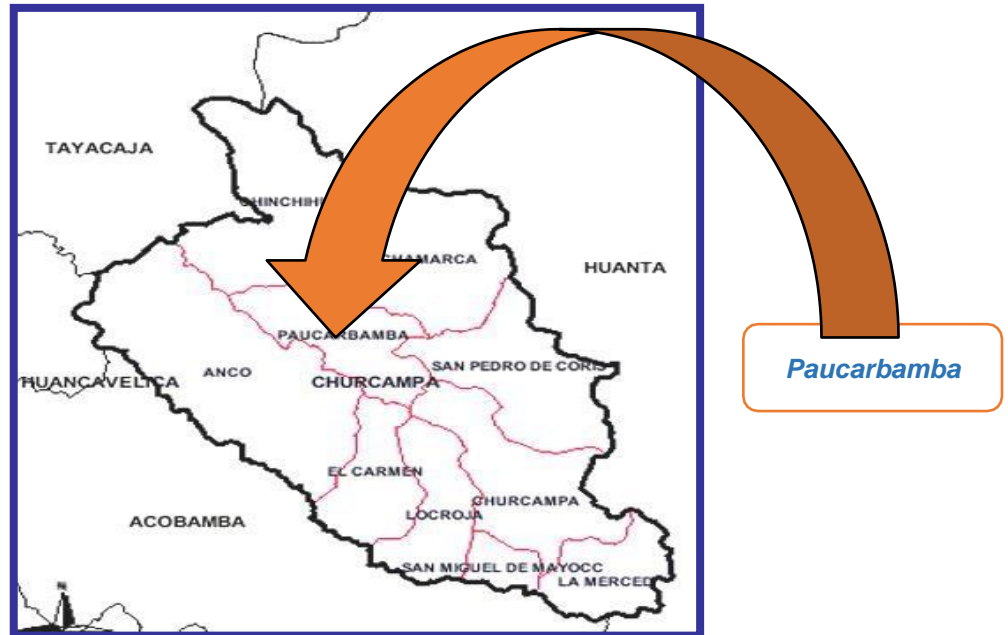 TAYACAJA
CHINCHIH
CHAMARCA
HUANTA
PAUCARBAMBA
SAN PEDRO DE CORIS
Paucarbamba
HUANCAVELICA
ANCO
CHURCAMPA
EL CARMEN
CHURCAMPA
LOCROJA
ACOBAMBA
SAN MIGUEL DE MAYOCC
LA MERCED
N